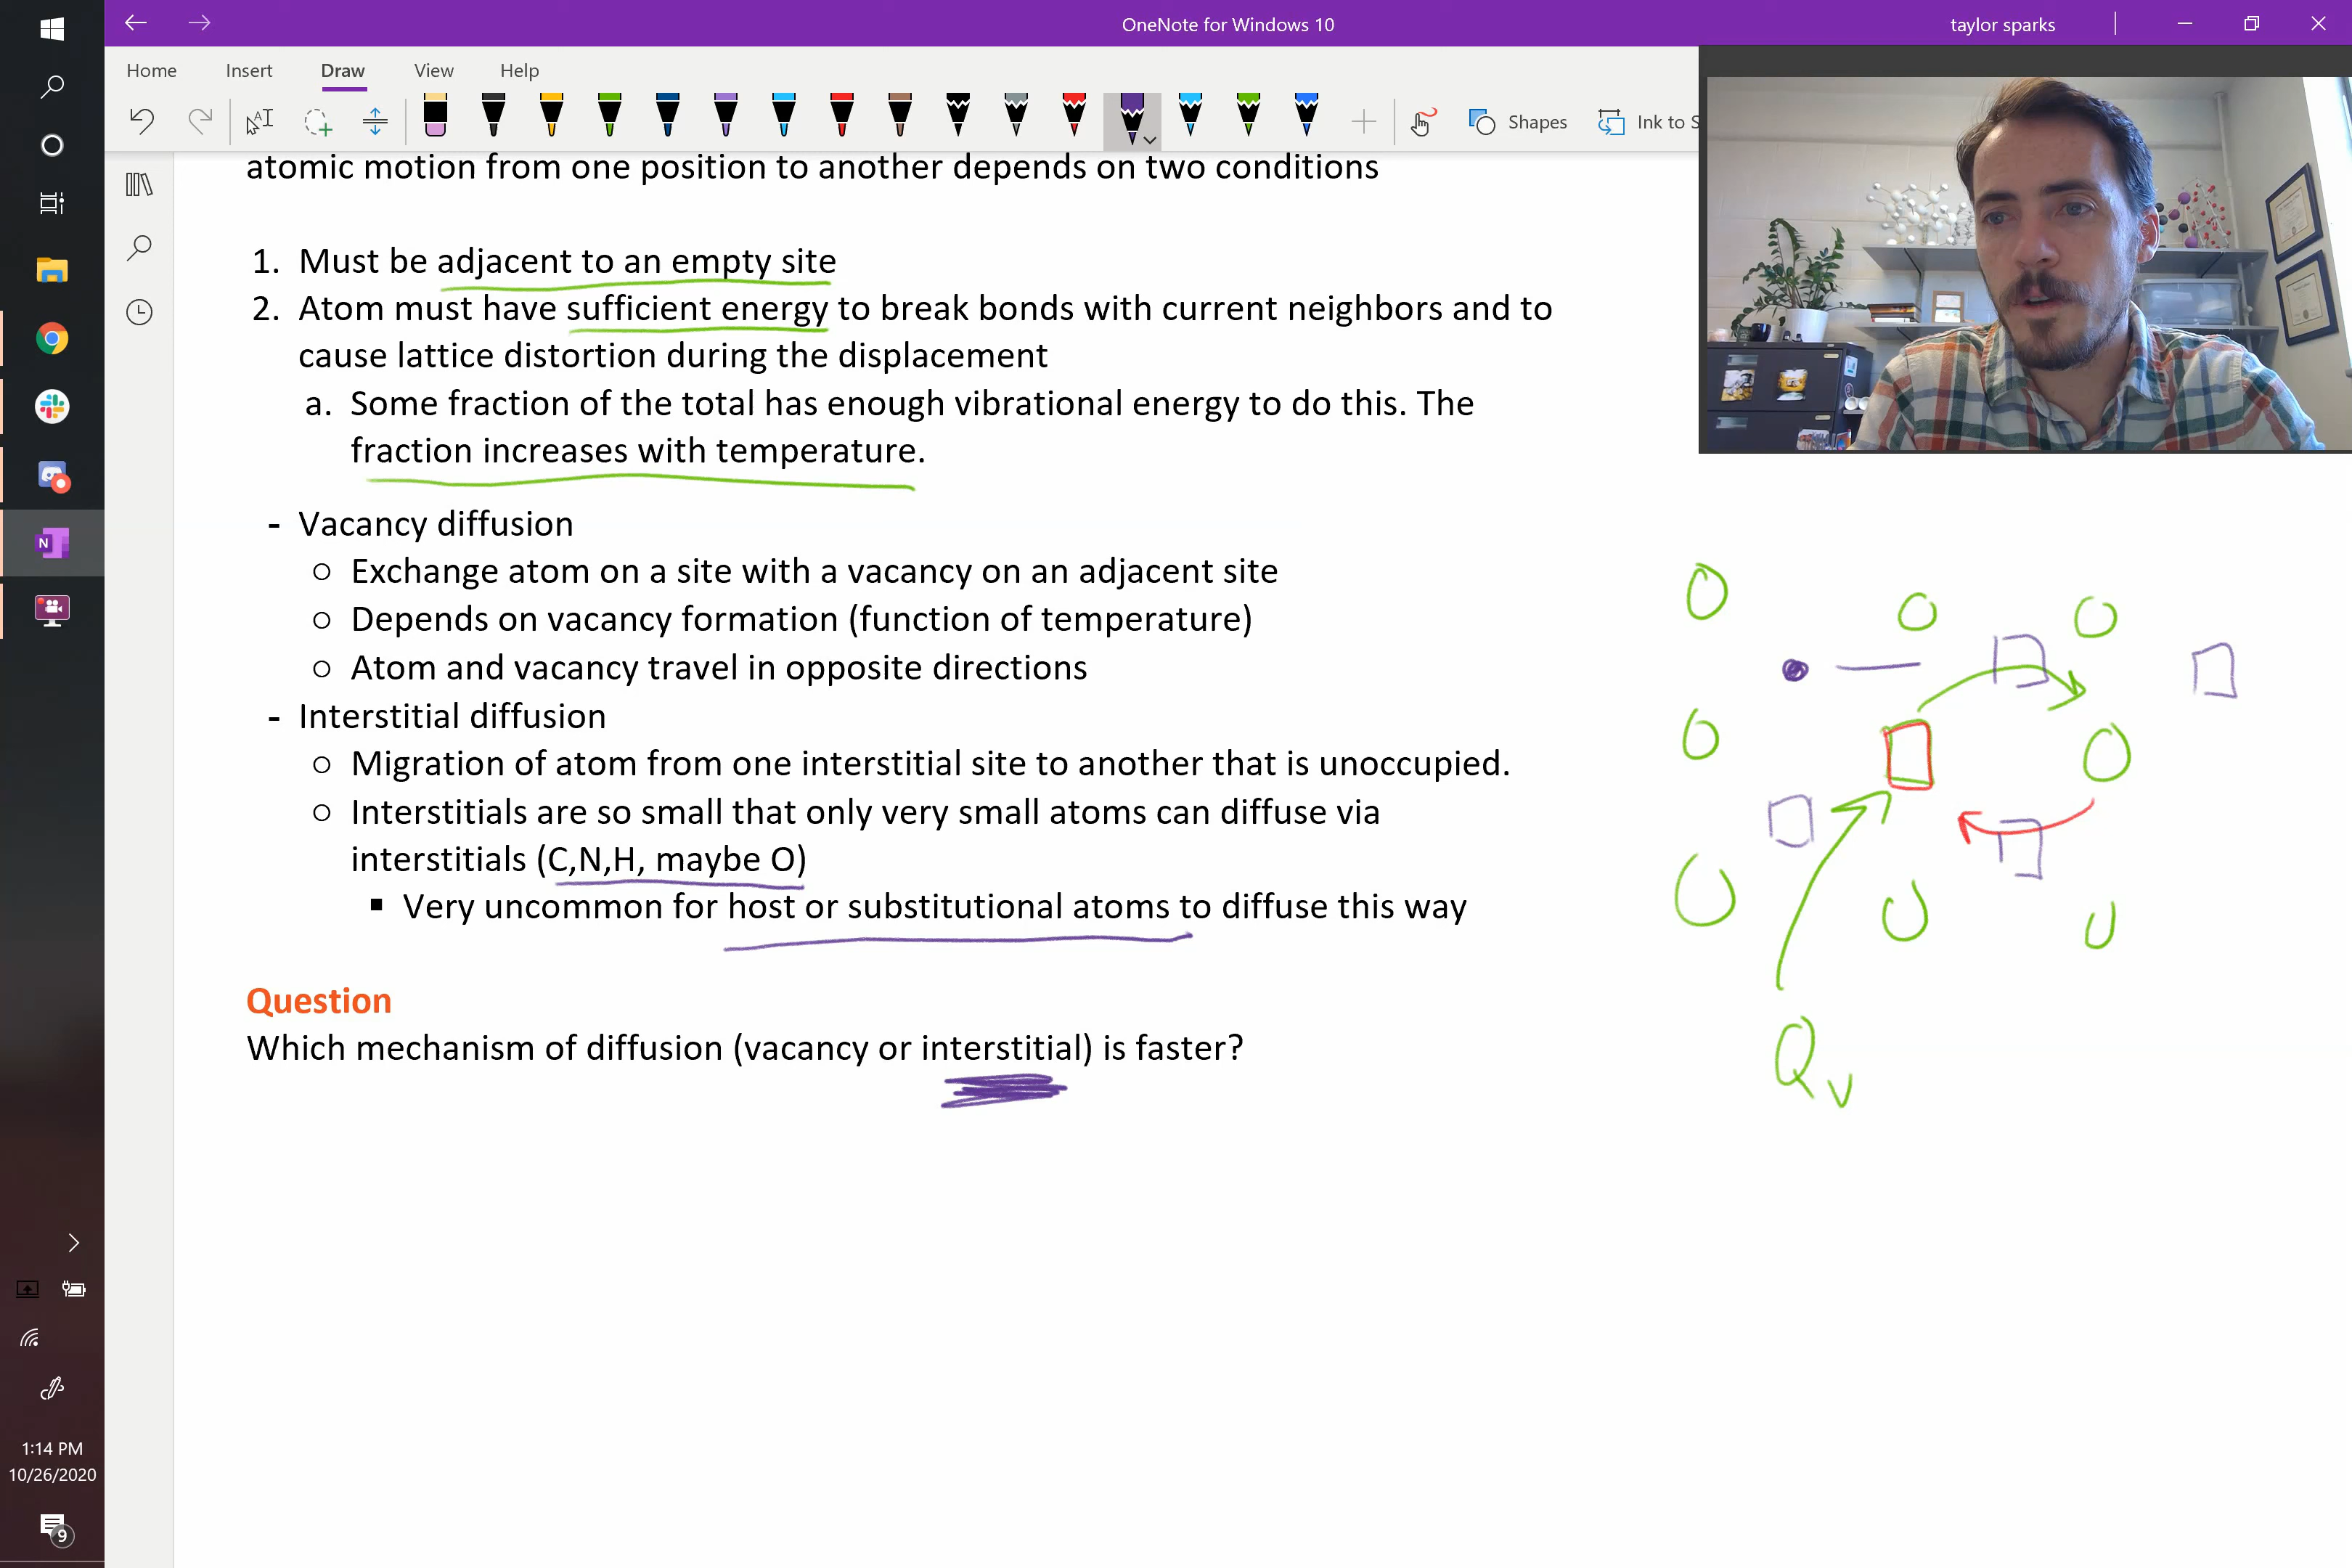 OneNote for Windows 10
taylor sparks
Home Insert Draw View Help
Shapes
Ink to S
atomic motion from one position to another depends on two conditions
1. Must be adjacent to an empty site
2. Atom must have sufficient energy to break bonds with current neighbors and to
cause lattice distortion during the displacement
a. Some fraction of the total has enough vibrational energy to do this. The
fraction increases with temperature.
- Vacancy diffusion
○ Exchange atom on a site with a vacancy on an adjacent site
○ Depends on vacancy formation (function of temperature)
○ Atom and vacancy travel in opposite directions
- Interstitial diffusion
○ Migration of atom from one interstitial site to another that is unoccupied.
○ Interstitials are so small that only very small atoms can diffuse via
interstitials (C,N,H, maybe O)
▪ Very uncommon for host or substitutional atoms to diffuse this way
Question
Which mechanism of diffusion (vacancy or interstitial) is faster?
Qv
N
1:14 PM
10/26/2020
9